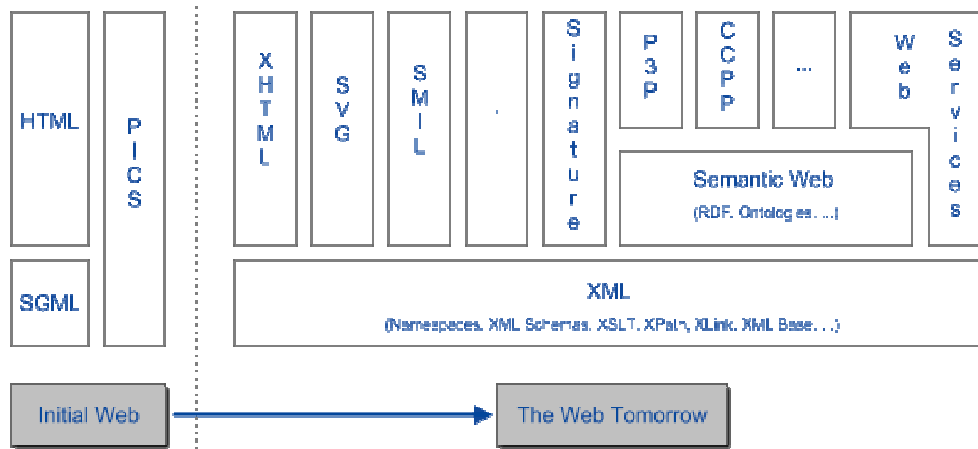 HTML
PICS
SGML
XHTML
SVG
SMIL
.
Signature
P3P
CCPP
...
Web Services
Semantic Web
(RDF, Ontologies, ...)
XML
(Namespaces, XML Schemas, XSLT, XPath, XLink, XML Base, ...)
Initial Web
The Web Tomorrow